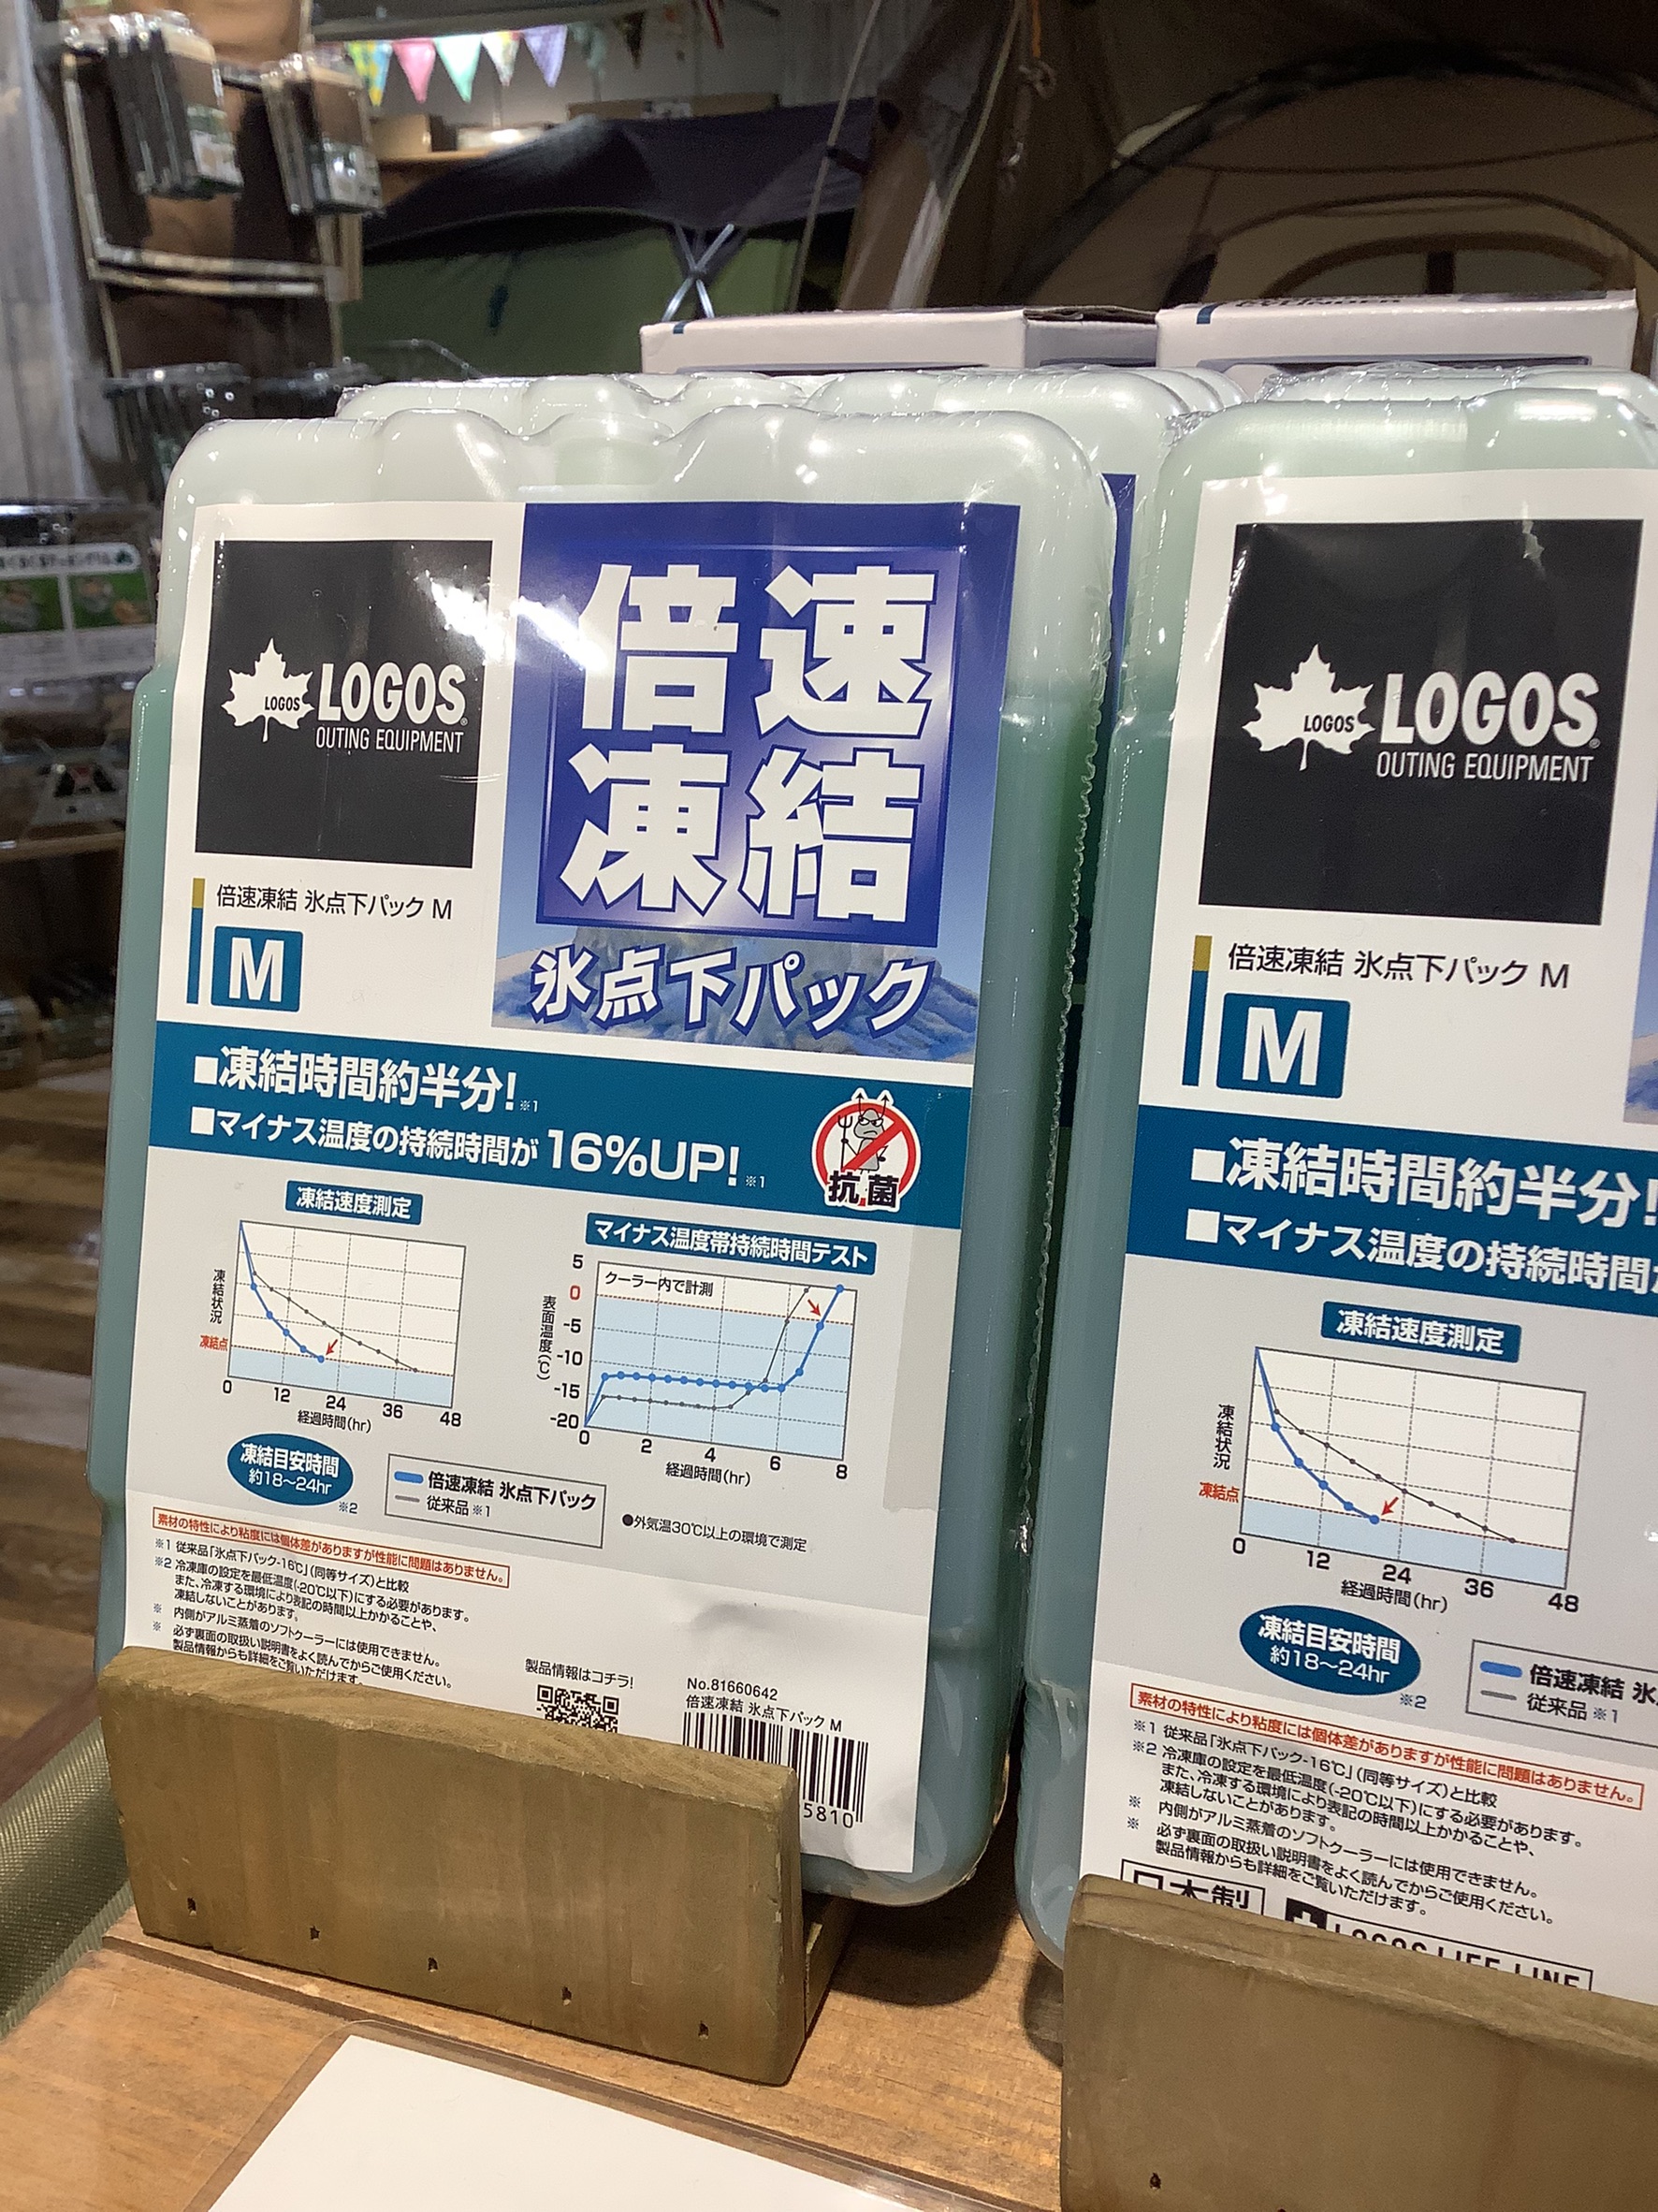 LOGOS
LOGOS
OUTING EQUIPMENT
倍速
凍結
氷点下パック
倍速凍結 氷点下パック M
M
■凍結時間約半分!※1
■マイナス温度の持続時間が16%UP!※1
抗菌
凍結速度測定
凍結状況
凍結点
0 12 24 36 48
経過時間(hr)
マイナス温度帯持続時間テスト
クーラー内で計測
表面温度(℃)
5
0
-5
-10
-15
-20
0 2 4 6 8
経過時間(hr)
凍結目安時間
約18~24hr
※2
倍速凍結 氷点下パック
従来品※1
●外気温30℃以上の環境で測定
素材の特性により粘度には個体差がありますが性能に問題はありません。
※1 従来品「氷点下パック-16℃」(同等サイズ)と比較
※2 冷凍庫の設定を最低温度(-20℃以下)にする必要があります。
また、冷凍する環境により表記の時間以上かかることや、
凍結しないことがあります。
※ 内側がアルミ蒸着のソフトクーラーには使用できません。
※ 必ず裏面の取扱い説明書をよく読んでからご使用ください。
製品情報からも詳細をご覧いただけます。
製品情報はコチラ!
No.81660642
倍速凍結 氷点下パック M
5810
LOGOS
LOGOS
OUTING EQUIPMENT
倍速凍結 氷点下パック M
M
■凍結時間約半分!
■マイナス温度の持続時間が
凍結速度測定
凍結状況
凍結点
0 12 24 36 48
経過時間(hr)
凍結目安時間
約18~24hr
※2
倍速凍結 氷
従来品※1
素材の特性により粘度には個体差がありますが性能に問題はありません。
※1 従来品「氷点下パック-16℃」(同等サイズ)と比較
※2 冷凍庫の設定を最低温度(-20℃以下)にする必要があります。
また、冷凍する環境により表記の時間以上かかることや、
凍結しないことがあります。
※ 内側がアルミ蒸着のソフトクーラーには使用できません。
※ 必ず裏面の取扱い説明書をよく読んでからご使用ください。
製品情報からも詳細をご覧いただけます。
日本製
LOGOS LIFE LINE